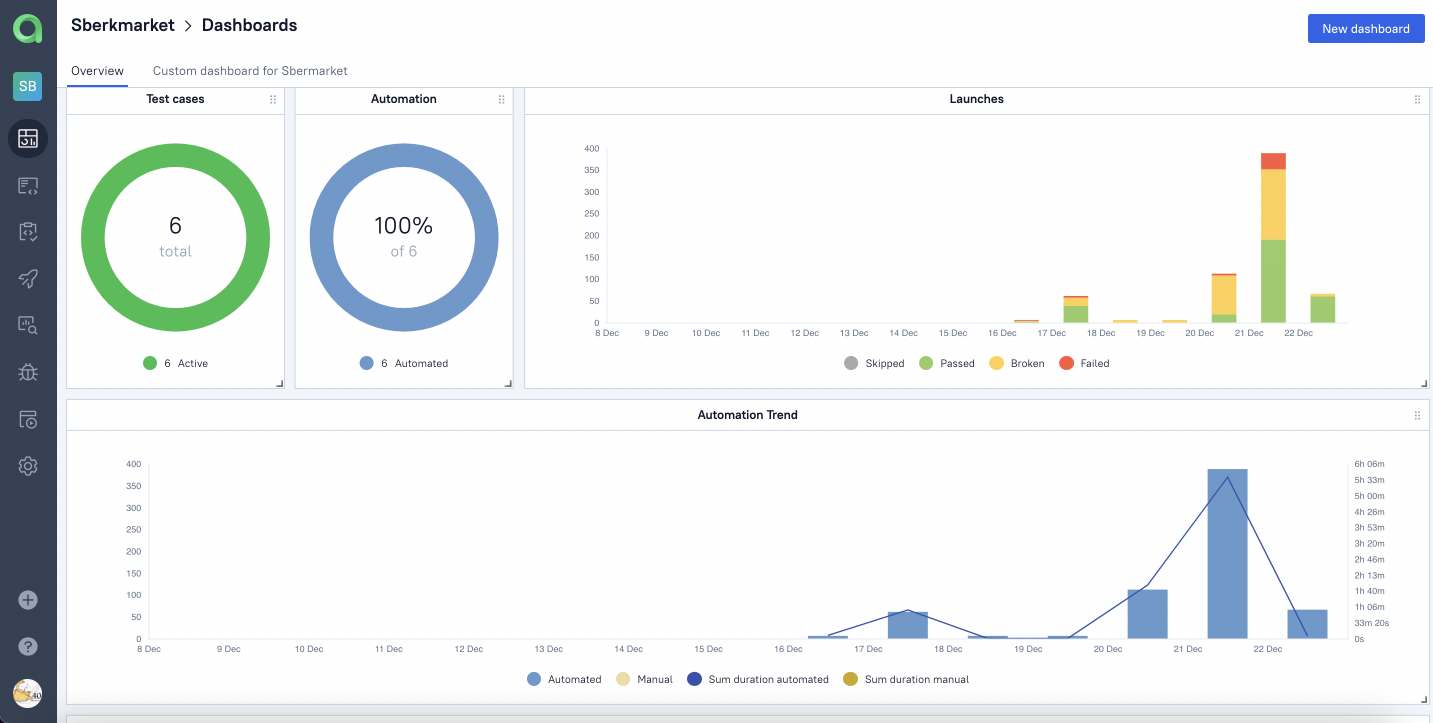 Sberkmarket > Dashboards
New dashboard
Overview
Custom dashboard for Sbermarket
SB
Test cases
6
total
6 Active
Automation
100%
of 6
6 Automated
Launches
400
350
300
250
200
150
100
50
0
8 Dec 9 Dec 10 Dec 11 Dec 12 Dec 13 Dec 14 Dec 15 Dec 16 Dec 17 Dec 18 Dec 19 Dec 20 Dec 21 Dec 22 Dec
Skipped Passed Broken Failed
Automation Trend
400
350
300
250
200
150
100
50
0
6h 06m
5h 33m
5h 00m
4h 26m
3h 53m
3h 20m
2h 46m
2h 13m
1h 40m
1h 06m
33m 20s
0s
8 Dec 9 Dec 10 Dec 11 Dec 12 Dec 13 Dec 14 Dec 15 Dec 16 Dec 17 Dec 18 Dec 19 Dec 20 Dec 21 Dec 22 Dec
Automated Manual Sum duration automated Sum duration manual
?
40